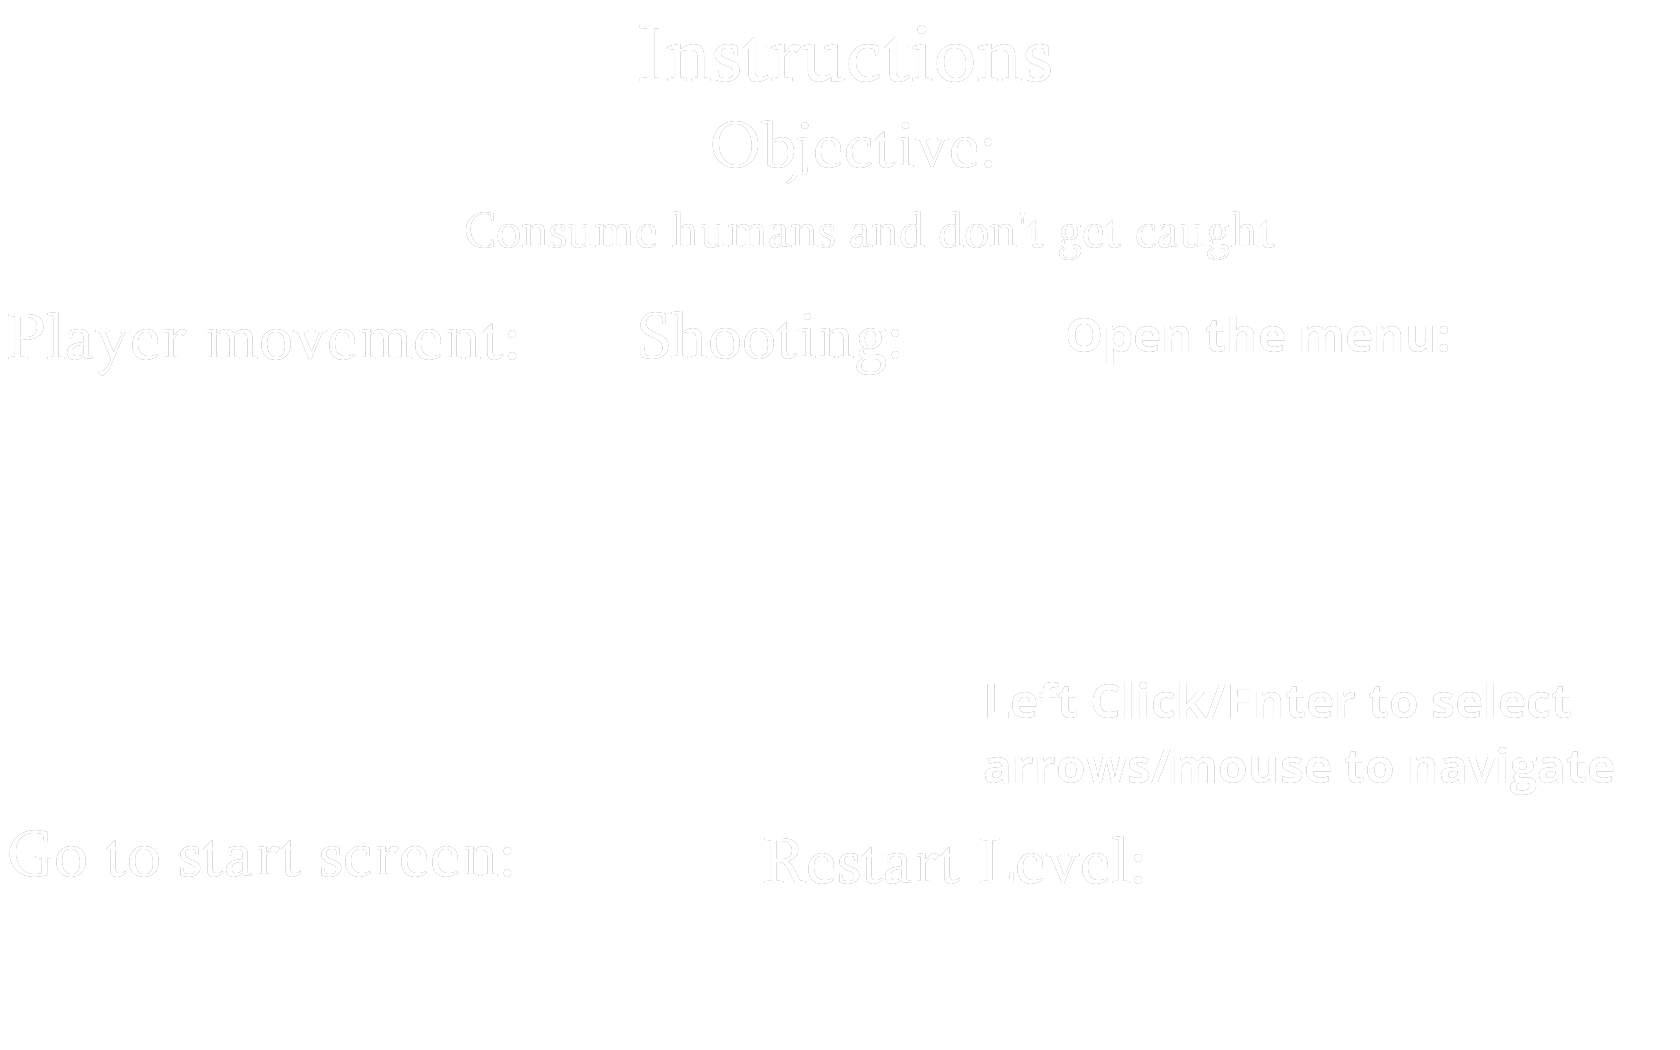 Instructions
Objective:
Consume humans and don't get caught
Player movement:
Shooting:
Open the menu:
Left Click/Enter to select
arrows/mouse to navigate
Go to start screen:
Restart Level: